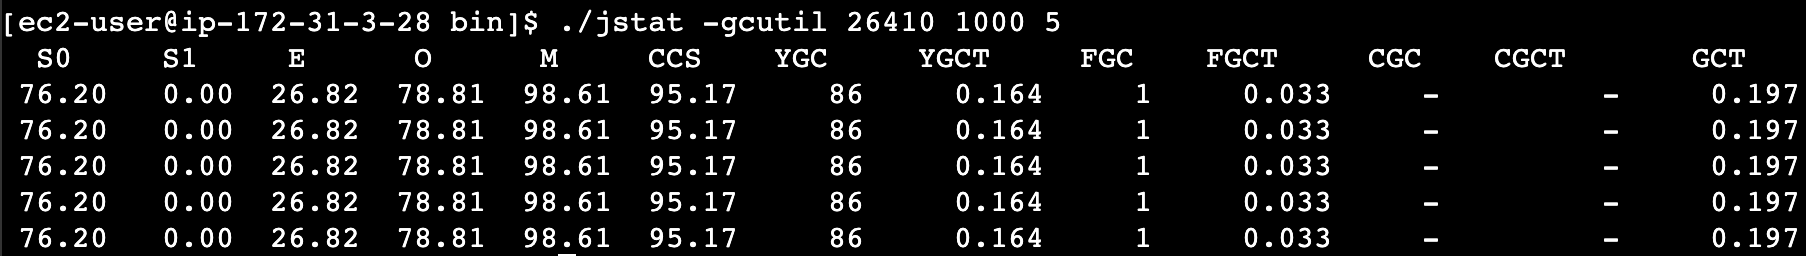 [ec2-user@ip-172-31-3-28 bin]$ ./jstat -gcutil 26410 1000 5
S0 S1 E O M CCS YGC YGCT FGC FGCT CGC CGCT GCT
76.20 0.00 26.82 78.81 98.61 95.17 86 0.164 1 0.033 - - 0.197
76.20 0.00 26.82 78.81 98.61 95.17 86 0.164 1 0.033 - - 0.197
76.20 0.00 26.82 78.81 98.61 95.17 86 0.164 1 0.033 - - 0.197
76.20 0.00 26.82 78.81 98.61 95.17 86 0.164 1 0.033 - - 0.197
76.20 0.00 26.82 78.81 98.61 95.17 86 0.164 1 0.033 - - 0.197